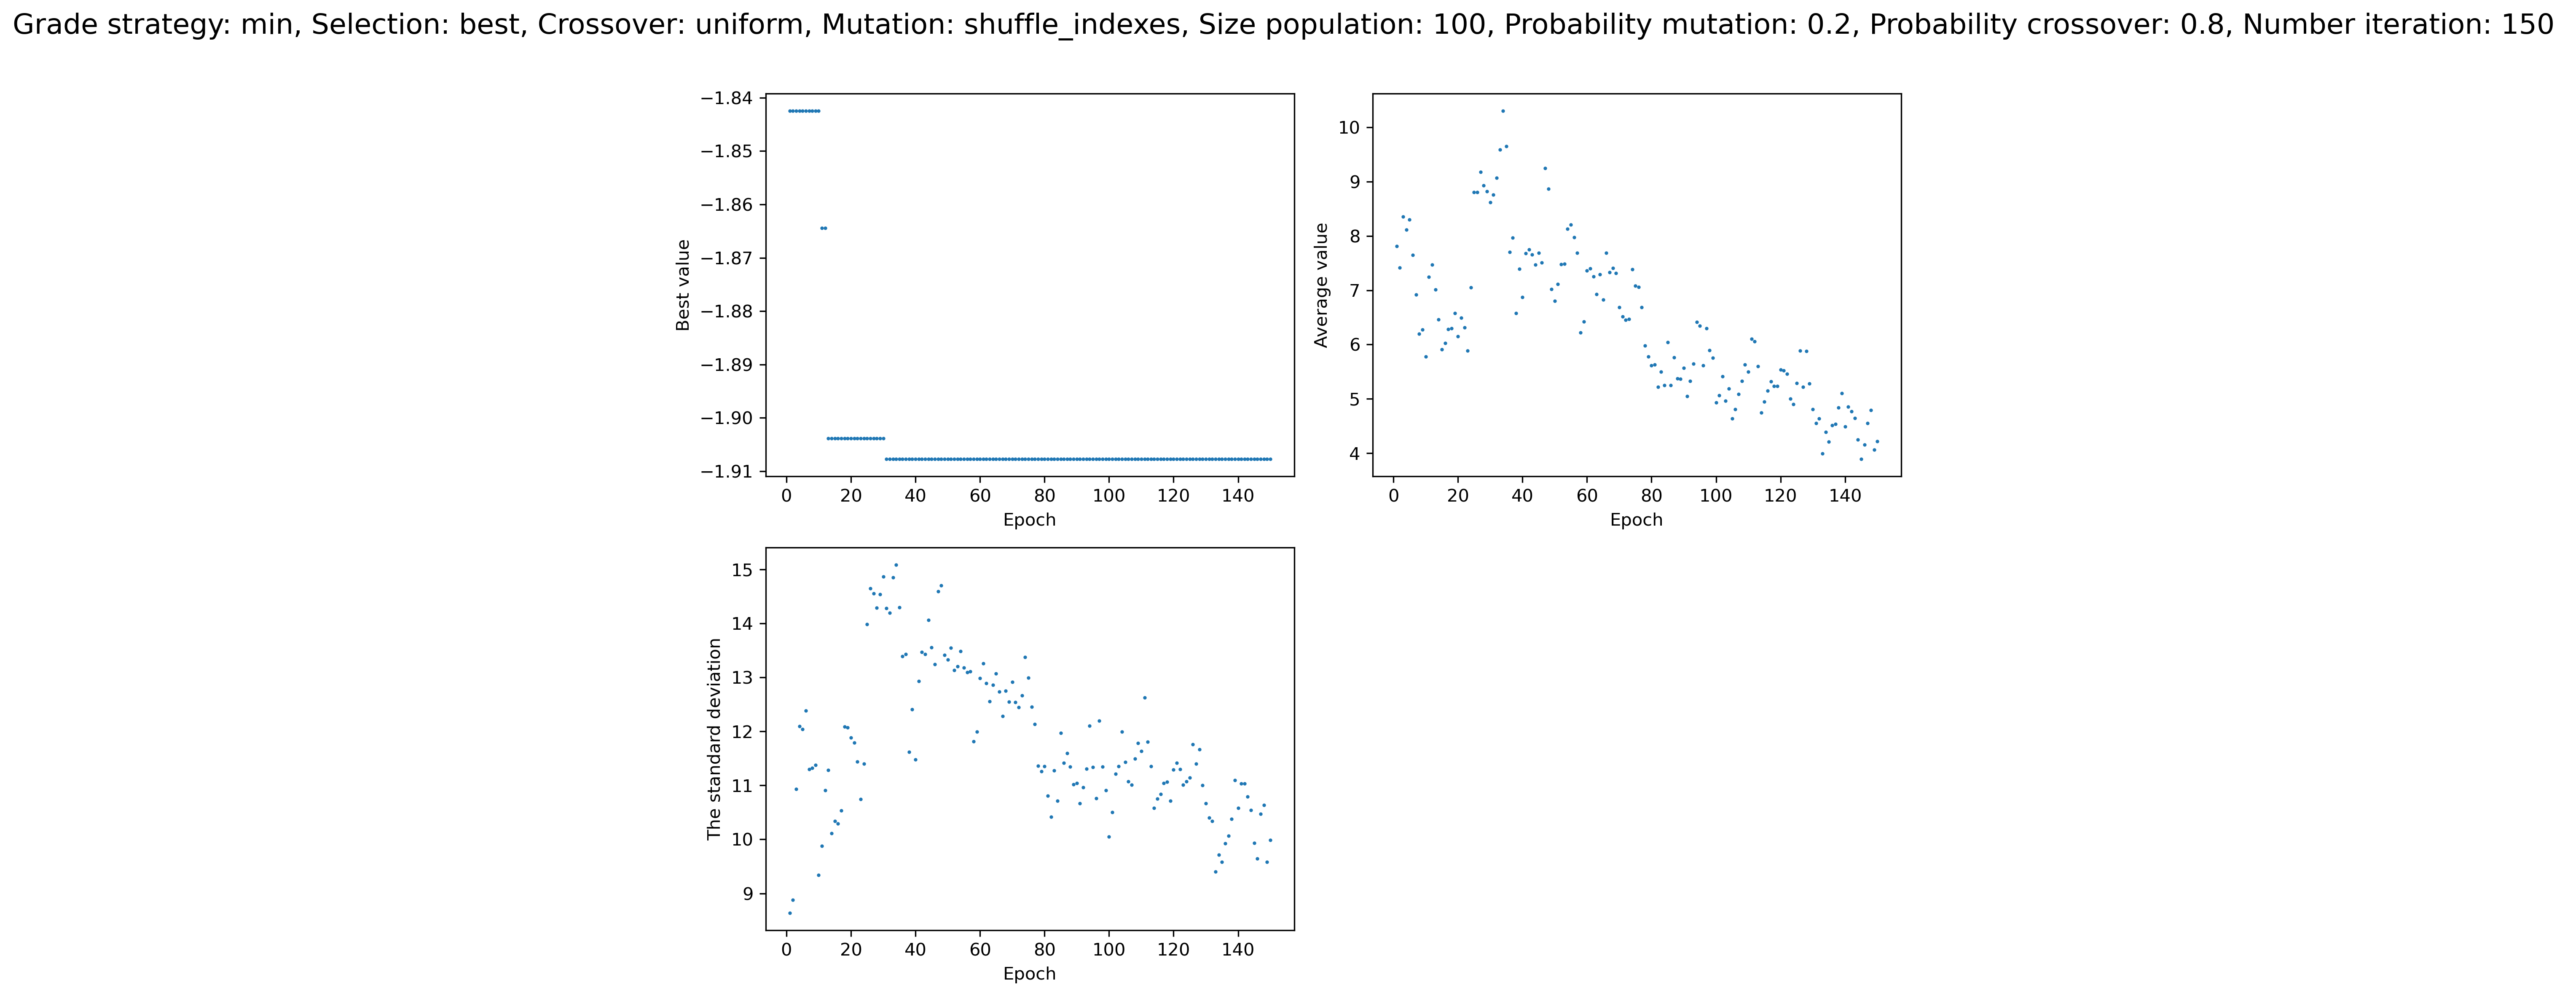 Grade strategy: min, Selection: best, Crossover: uniform, Mutation: shuffle_indexes, Size population: 100, Probability mutation: 0.2, Probability crossover: 0.8, Number iteration: 150
−1.84
−1.85
−1.86
−1.87
−1.88
−1.89
−1.90
−1.91
Best value
0 20 40 60 80 100 120 140
Epoch
10
9
8
7
6
5
4
Average value
0 20 40 60 80 100 120 140
Epoch
15
14
13
12
11
10
9
The standard deviation
0 20 40 60 80 100 120 140
Epoch